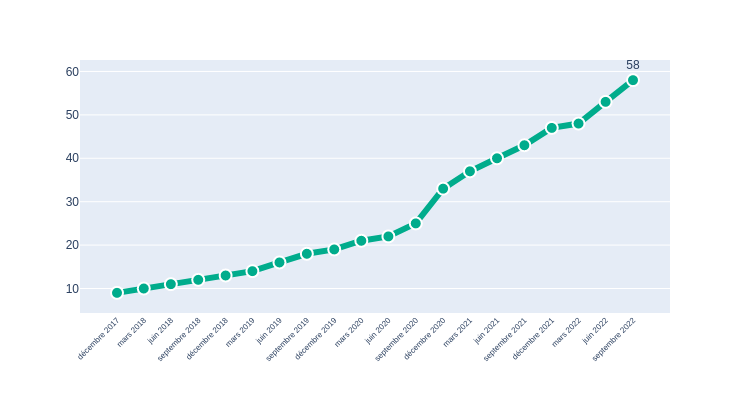 58
60
50
40
30
20
10
décembre 2017
mars 2018
juin 2018
septembre 2018
décembre 2018
mars 2019
juin 2019
septembre 2019
décembre 2019
mars 2020
juin 2020
septembre 2020
décembre 2020
mars 2021
juin 2021
septembre 2021
décembre 2021
mars 2022
juin 2022
septembre 2022